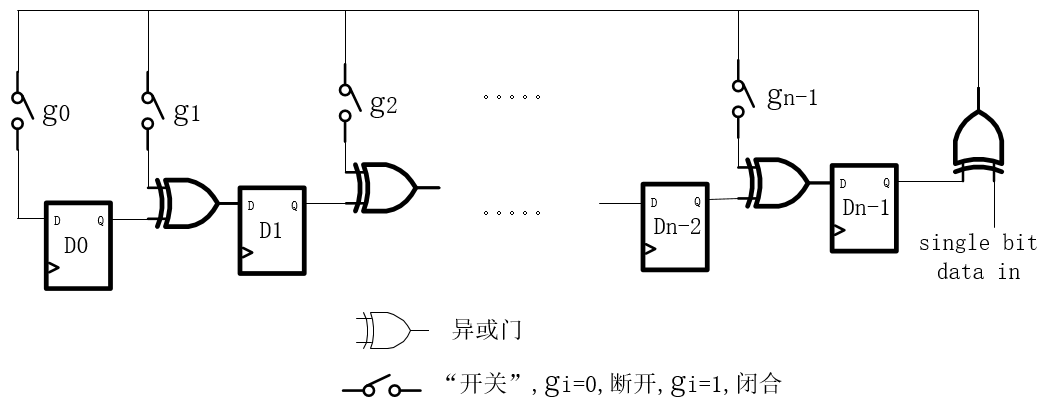 g0 g1 g2 ..... gn-1
D Q D0
D Q D1
.....
D Q Dn-2
D Q Dn-1
single bit
data in
异或门
“开关”,gi=0,断开,gi=1,闭合